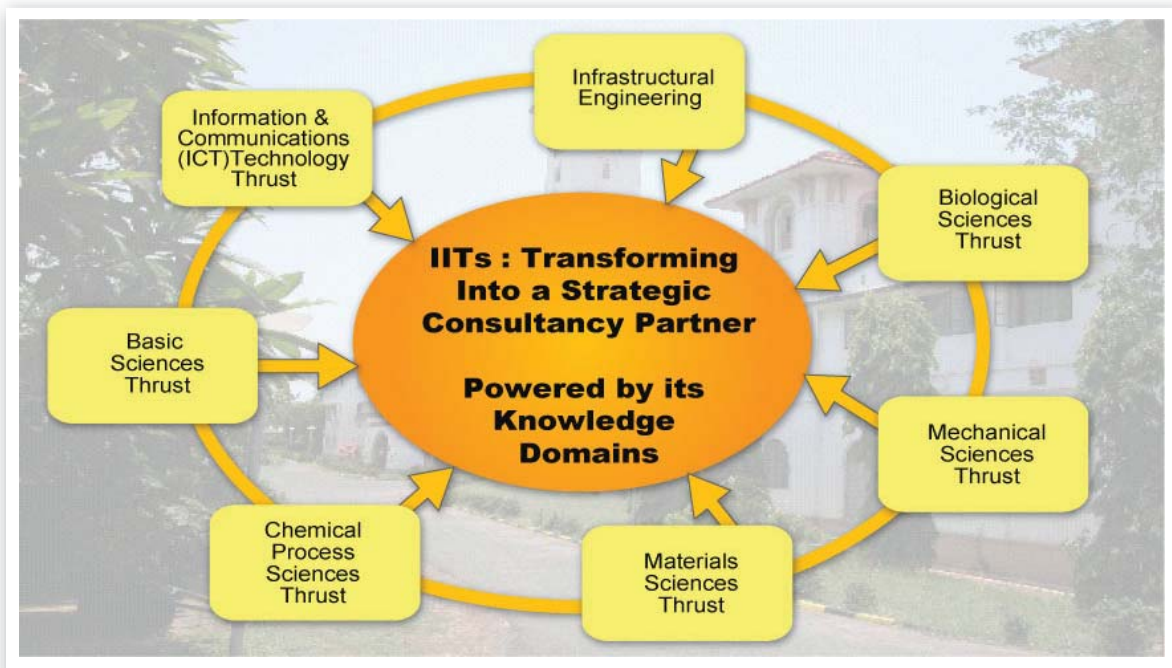 Infrastructural
Engineering
Information &
Communications
(ICT)Technology
Thrust
Biological
Sciences
Thrust
IITs : Transforming
Into a Strategic
Consultancy Partner
Powered by its
Knowledge
Domains
Basic
Sciences
Thrust
Mechanical
Sciences
Thrust
Chemical
Process
Sciences
Thrust
Materials
Sciences
Thrust